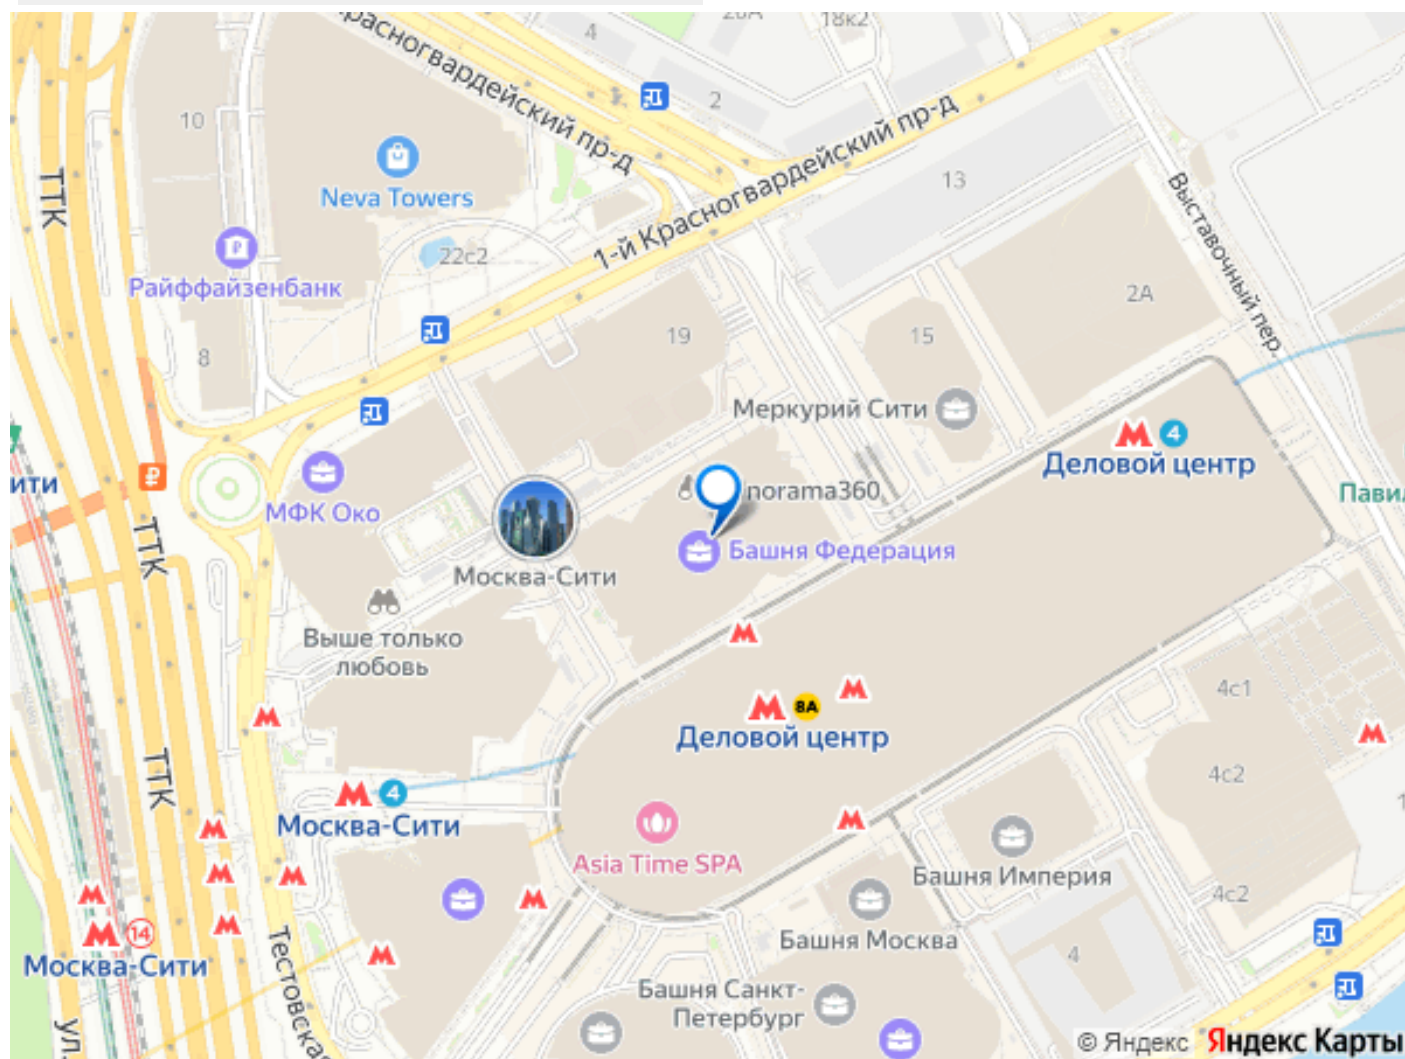 18к2
4
2
Красногвардейский пр-д
10
Neva Towers
ТТК
Райффайзенбанк
22с2
1-й Красногвардейский пр-д
13
Выставочный пер.
2А
8
19
15
Меркурий Сити
4
Деловой центр
ити
МФК Око
norama360
Павил
ТТК
Москва-Сити
Башня Федерация
Выше только
любовь
8А
Деловой центр
4с1
4с2
ТТК
4
Москва-Сити
Asia Time SPA
Башня Империя
4с2
14
Москва-Сити
Тестовская
Башня Москва
4
Башня Санкт-
Петербург
ул.
© Яндекс Яндекс Карты